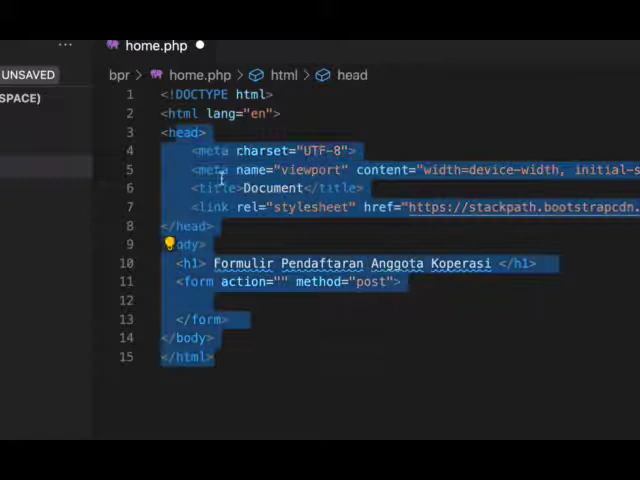 home.php
UNSAVED
bpr > home.php > html > head
SPACE)
1 <!DOCTYPE html>
2 <html lang="en">
3 <head>
4 <meta charset="UTF-8">
5 <meta name="viewport" content="width=device-width, initial-s
6 <title>Document</title>
7 <link rel="stylesheet" href="https://stackpath.bootstrapcdn.
8 </head>
9 ody>
10 <h1> Formulir Pendaftaran Anggota Koperasi </h1>
11 <form action="" method="post">
12
13 </form>
14 </body>
15 </html>